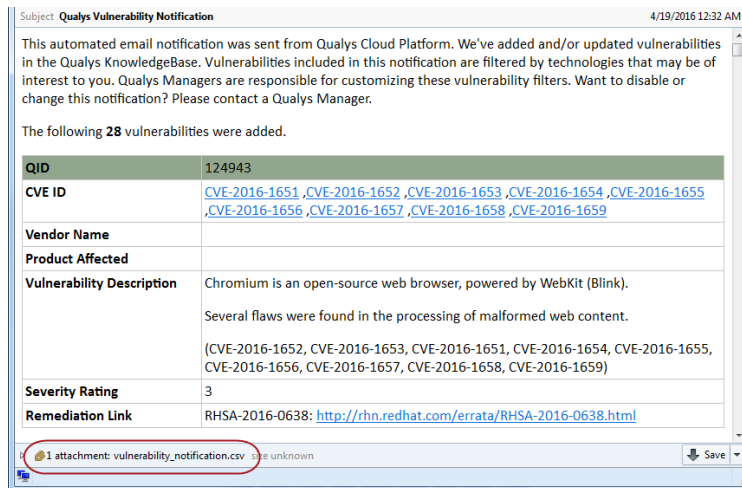 Subject Qualys Vulnerability Notification 4/19/2016 12:32 AM
This automated email notification was sent from Qualys Cloud Platform. We've added and/or updated vulnerabilities
in the Qualys KnowledgeBase. Vulnerabilities included in this notification are filtered by technologies that may be of
interest to you. Qualys Managers are responsible for customizing these vulnerability filters. Want to disable or
change this notification? Please contact a Qualys Manager.
The following 28 vulnerabilities were added.
QID 124943
CVE ID CVE-2016-1651 ,CVE-2016-1652 ,CVE-2016-1653 ,CVE-2016-1654 ,CVE-2016-1655
,CVE-2016-1656 ,CVE-2016-1657 ,CVE-2016-1658 ,CVE-2016-1659
Vendor Name
Product Affected
Vulnerability Description Chromium is an open-source web browser, powered by WebKit (Blink).
Several flaws were found in the processing of malformed web content.
(CVE-2016-1652, CVE-2016-1653, CVE-2016-1651, CVE-2016-1654, CVE-2016-1655,
CVE-2016-1656, CVE-2016-1657, CVE-2016-1658, CVE-2016-1659)
Severity Rating 3
Remediation Link RHSA-2016-0638: http://rhn.redhat.com/errata/RHSA-2016-0638.html
1 attachment: vulnerability_notification.csv size unknown Save